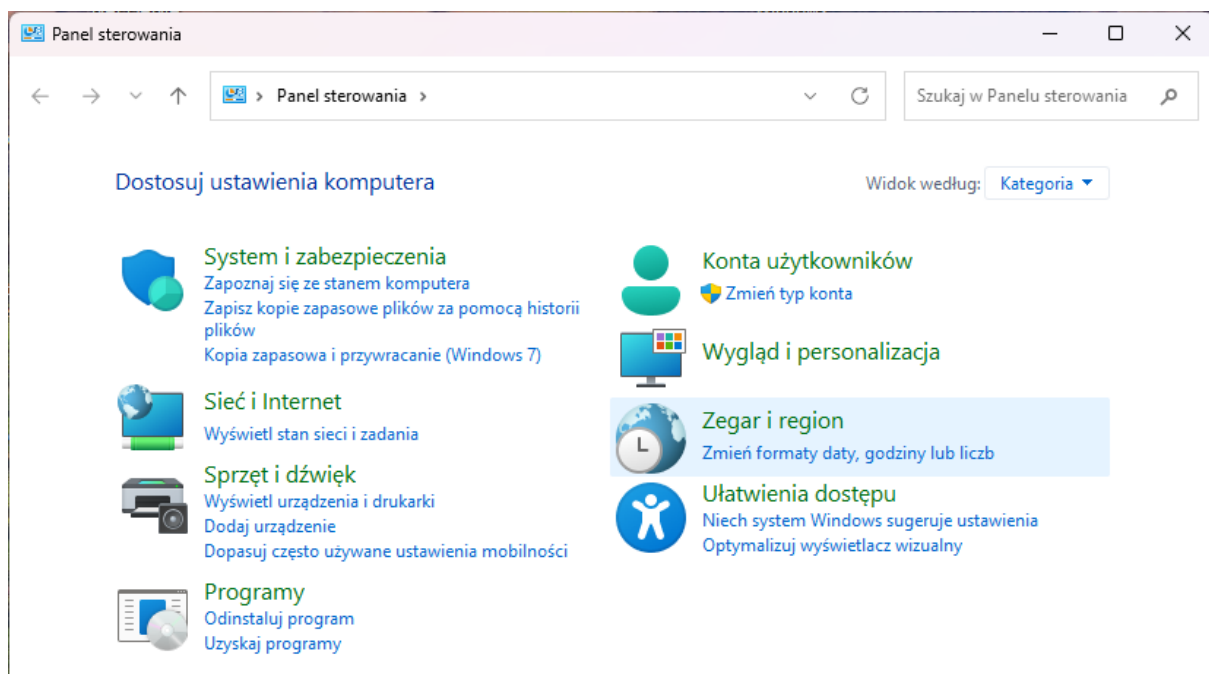 Panel sterowania
Panel sterowania
Szukaj w Panelu sterowania
Dostosuj ustawienia komputera
Widok według: Kategoria
System i zabezpieczenia
Zapoznaj się ze stanem komputera
Zapisz kopie zapasowe plików za pomocą historii
plików
Kopia zapasowa i przywracanie (Windows 7)
Sieć i Internet
Wyświetl stan sieci i zadania
Sprzęt i dźwięk
Wyświetl urządzenia i drukarki
Dodaj urządzenie
Dopasuj często używane ustawienia mobilności
Programy
Odinstaluj program
Uzyskaj programy
Konta użytkowników
Zmień typ konta
Wygląd i personalizacja
Zegar i region
Zmień formaty daty, godziny lub liczb
Ułatwienia dostępu
Niech system Windows sugeruje ustawienia
Optymalizuj wyświetlacz wizualny